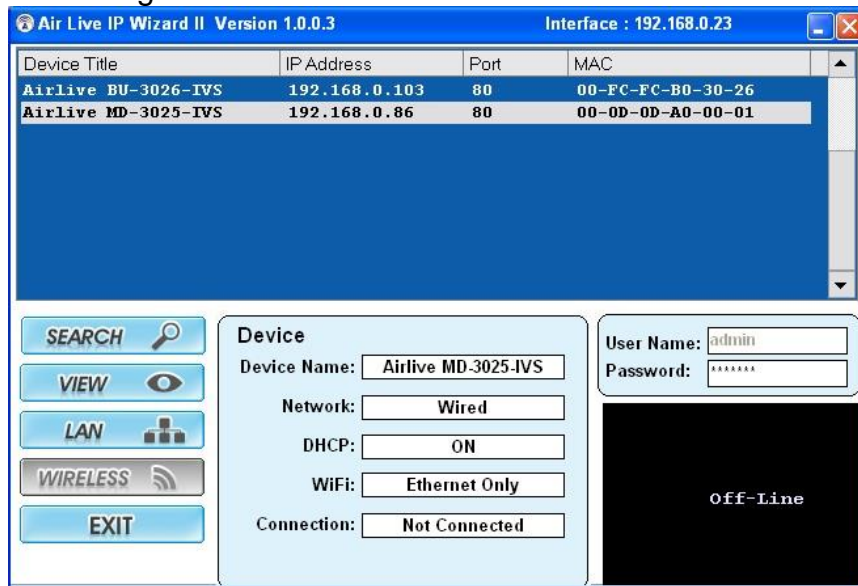 Air Live IP Wizard II Version 1.0.0.3 Interface : 192.168.0.23
Device Title IP Address Port MAC
Airlive BU-3026-IVS 192.168.0.103 80 00-FC-FC-B0-30-26
Airlive MD-3025-IVS 192.168.0.86 80 00-0D-0D-A0-00-01
SEARCH
VIEW
LAN
WIRELESS
EXIT
Device
Device Name: Airlive MD-3025-IVS
Network: Wired
DHCP: ON
WiFi: Ethernet Only
Connection: Not Connected
User Name: admin
Password: *******
Off-Line